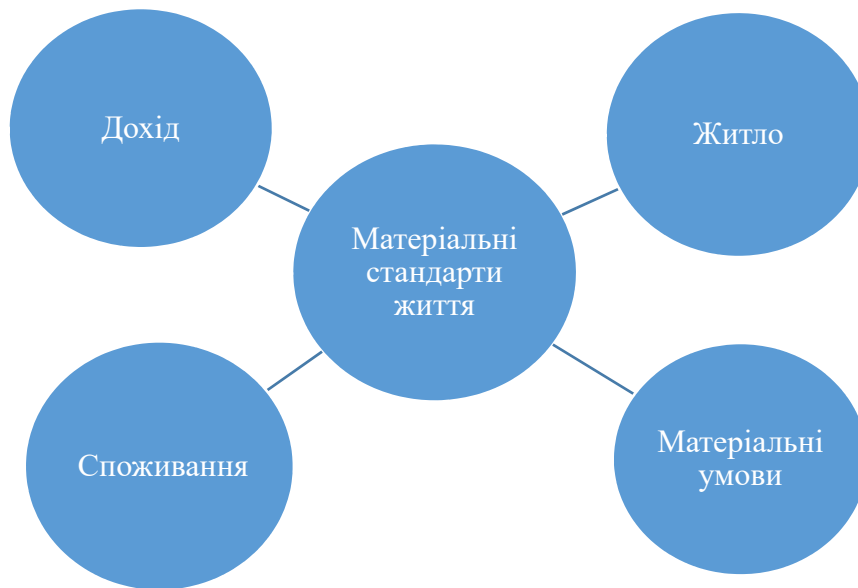 Дохід
Житло
Матеріальні
стандарти
життя
Споживання
Матеріальні
умови